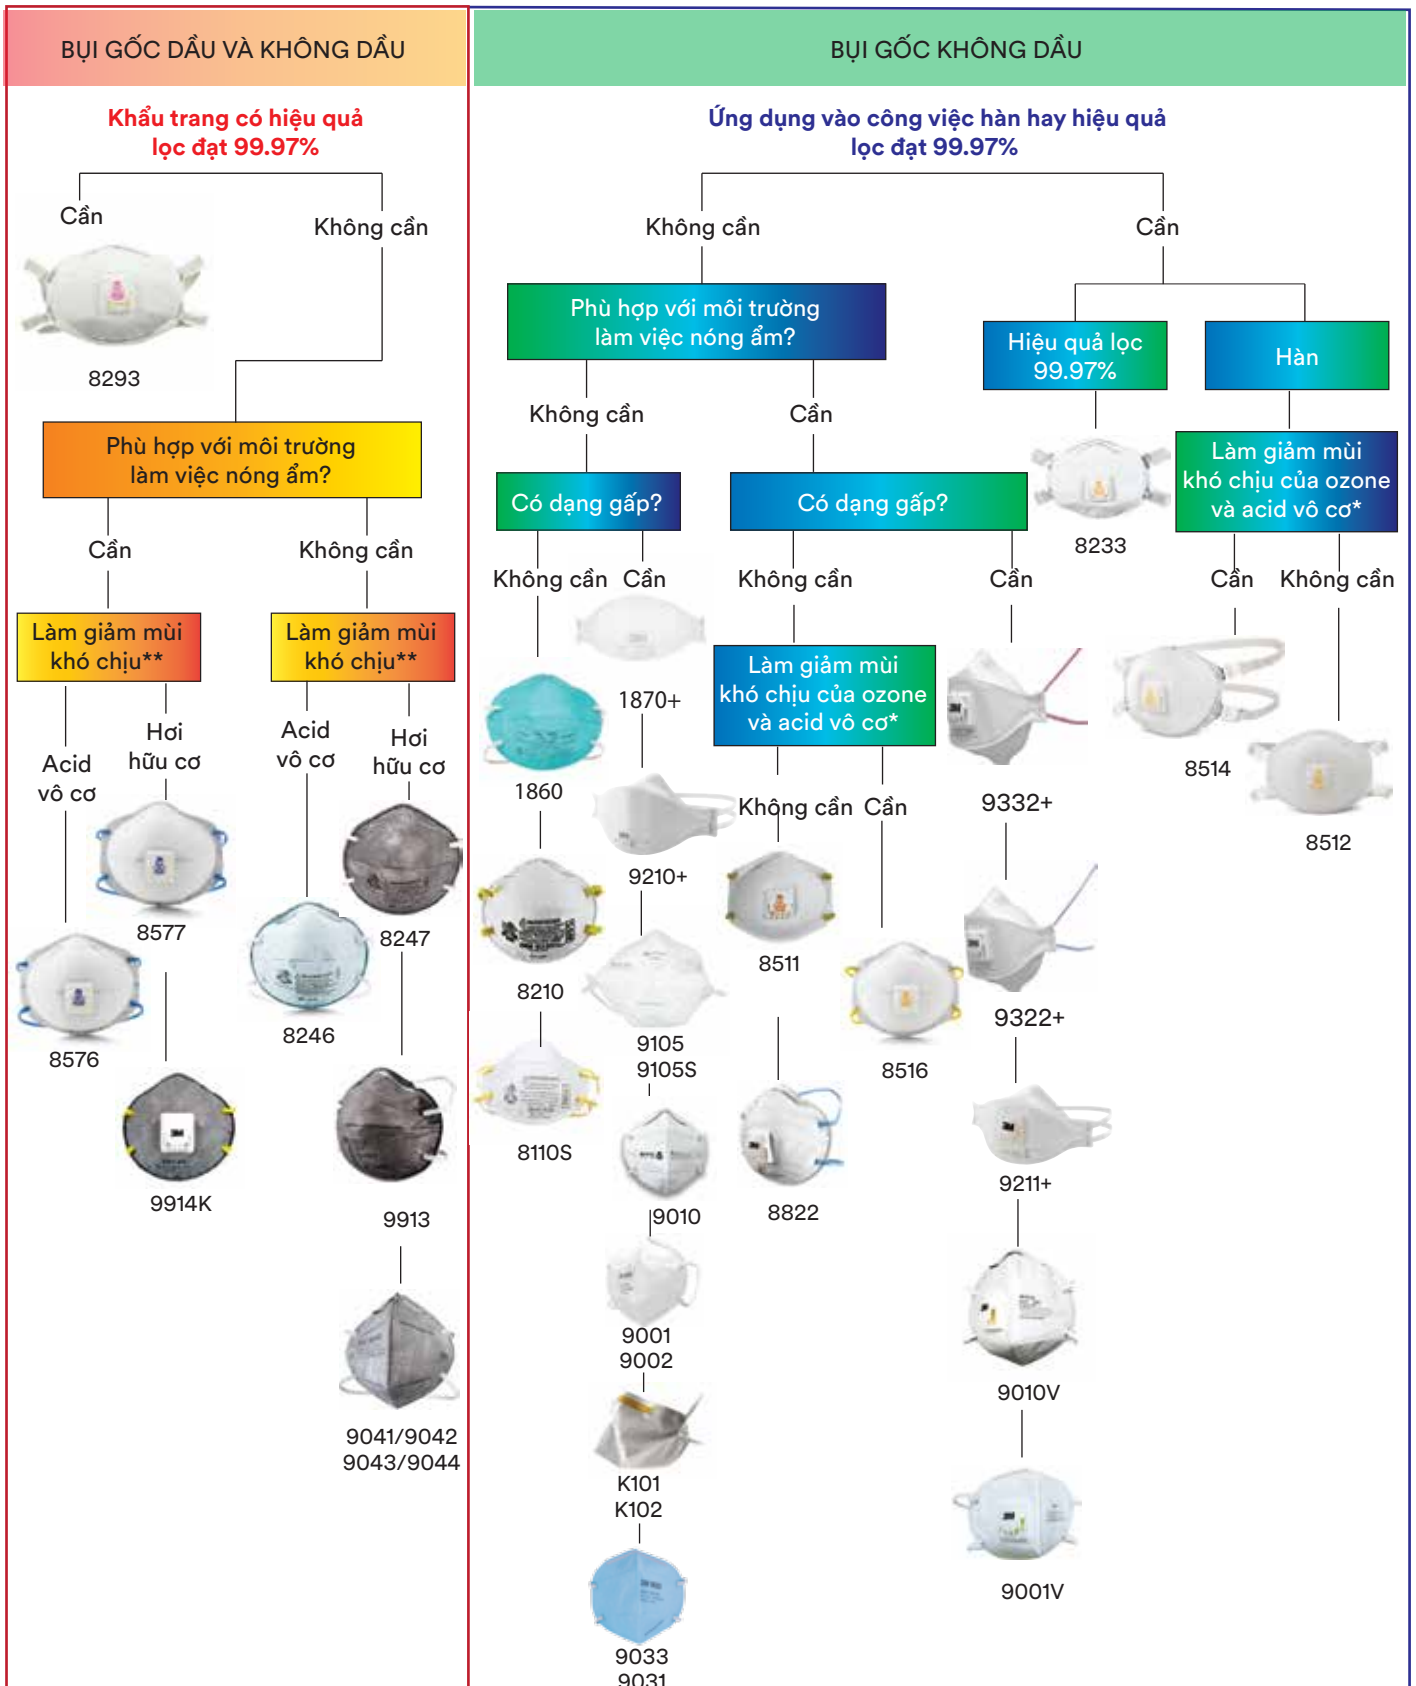 BỤI GỐC DẦU VÀ KHÔNG DẦU
Khẩu trang có hiệu quả
lọc đạt 99.97%
Cần
Không cần
8293
Phù hợp với môi trường
làm việc nóng ẩm?
Cần
Không cần
Làm giảm mùi
khó chịu**
Làm giảm mùi
khó chịu**
Acid
vô cơ
Hơi
hữu cơ
Acid
vô cơ
Hơi
hữu cơ
8577
8247
8576
8246
9914K
9913
9041/9042
9043/9044
BỤI GỐC KHÔNG DẦU
Ứng dụng vào công việc hàn hay hiệu quả
lọc đạt 99.97%
Không cần
Cần
Phù hợp với môi trường
làm việc nóng ẩm?
Hiệu quả lọc
99.97%
Hàn
Không cần
Cần
Có dạng gấp?
Có dạng gấp?
8233
Làm giảm mùi
khó chịu của ozone
và acid vô cơ*
Không cần
Cần
Không cần
Cần
Cần
Không cần
Làm giảm mùi
khó chịu của ozone
và acid vô cơ*
1870+
1860
Không cần
Cần
9332+
8514
8512
9210+
8210
8511
9322+
9105
9105S
8516
8110S
9010
8822
9211+
9001
9002
9010V
K101
K102
9001V
9033
9031